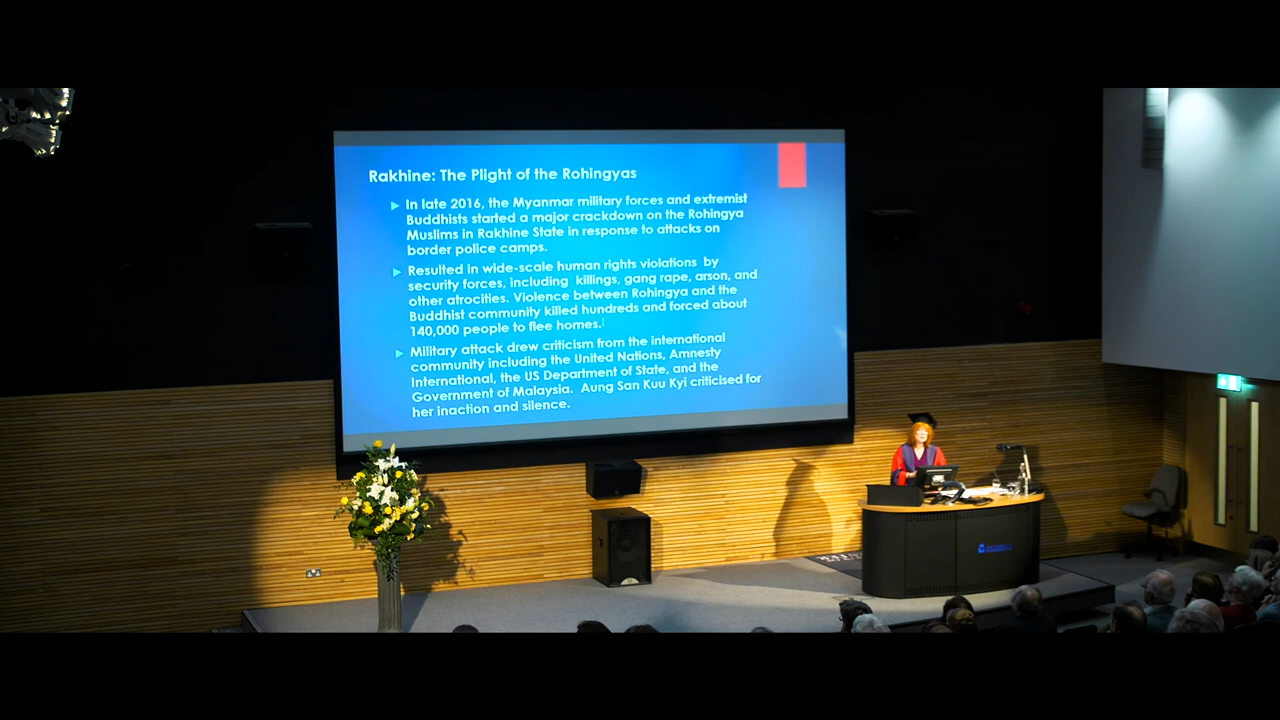 Rakhine: The Plight of the Rohingyas
In late 2016, the Myanmar military forces and extremist
Buddhists started a major crackdown on the Rohingya
Muslims in Rakhine State in response to attacks on
border police camps.
Resulted in wide-scale human rights violations by
security forces, including killings, gang rape, arson, and
other atrocities. Violence between Rohingya and the
Buddhist community killed hundreds and forced about
140,000 people to flee homes.
Military attack drew criticism from the international
community including the United Nations, Amnesty
International, the US Department of State, and the
Government of Malaysia. Aung San Kuu Kyi criticised for
her inaction and silence.